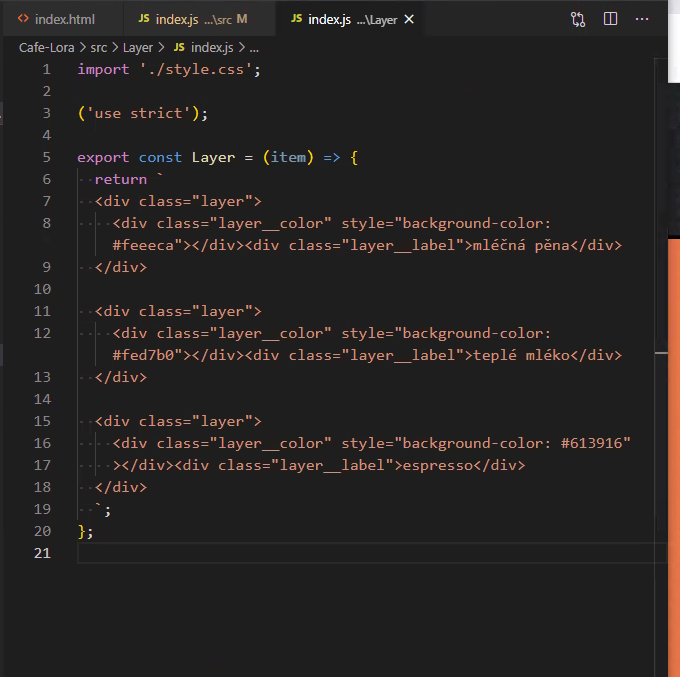 index.html
JS index.js ...\src M
JS index.js ...\Layer ×
Cafe-Lora > src > Layer > JS index.js > ...
1 import './style.css';
2
3 ('use strict');
4
5 export const Layer = (item) => {
6 return `
7 <div class="layer">
8 <div class="layer__color" style="background-color:
#feeeca"></div><div class="layer__label">mléčná pěna</div>
9 </div>
10
11 <div class="layer">
12 <div class="layer__color" style="background-color:
#fed7b0"></div><div class="layer__label">teplé mléko</div>
13 </div>
14
15 <div class="layer">
16 <div class="layer__color" style="background-color: #613916"
17 ></div><div class="layer__label">espresso</div>
18 </div>
19 `;
20 };
21